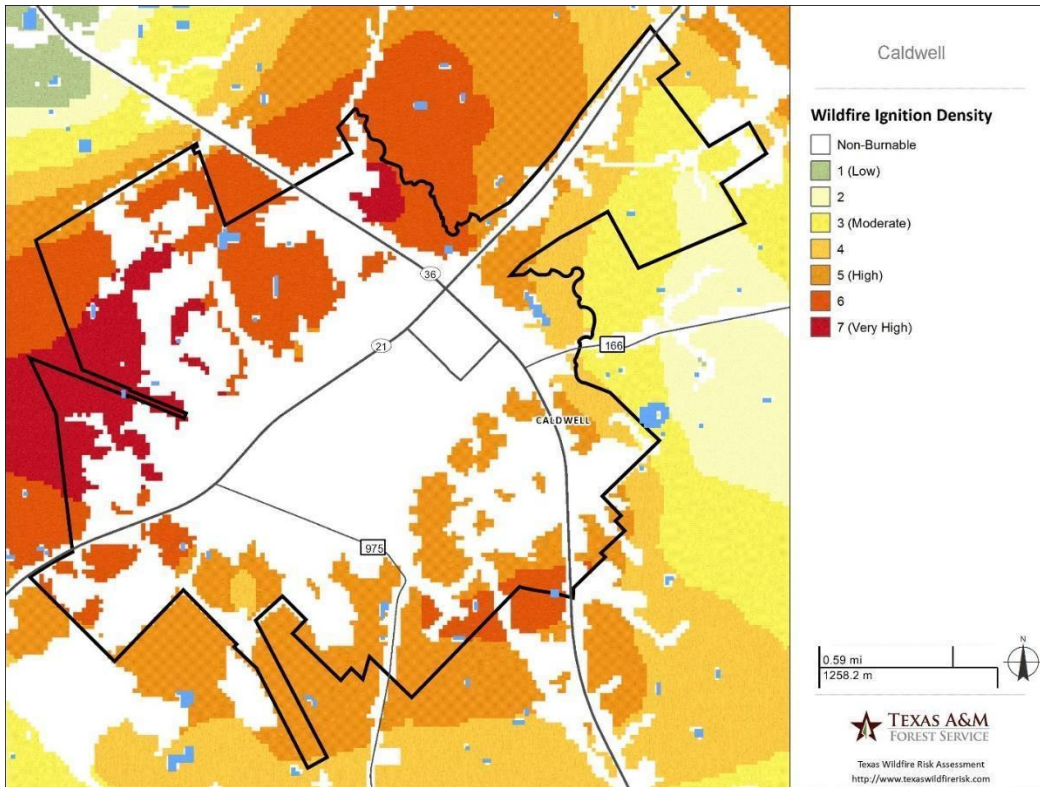 36
21
166
CALDWELL
975
Caldwell
Wildfire Ignition Density
Non-Burnable
1 (Low)
2
3 (Moderate)
4
5 (High)
6
7 (Very High)
0.59 mi
1258.2 m
N
TEXAS A&M
FOREST SERVICE
Texas Wildfire Risk Assessment
http://www.texaswildfirerisk.com